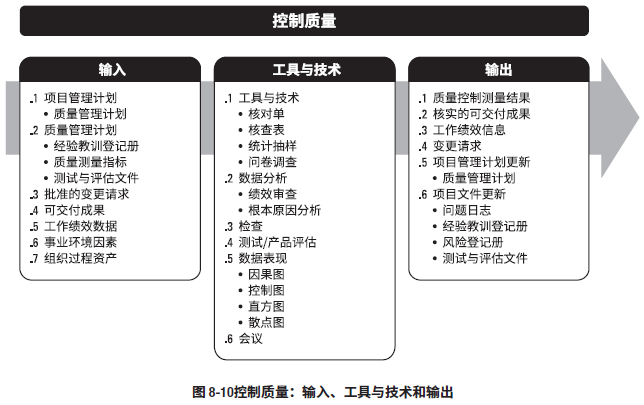 控制质量
输入
.1 项目管理计划
• 质量管理计划
.2 质量管理计划
• 经验教训登记册
• 质量测量指标
• 测试与评估文件
.3 批准的变更请求
.4 可交付成果
.5 工作绩效数据
.6 事业环境因素
.7 组织过程资产
工具与技术
.1 工具与技术
• 核对单
• 核查表
• 统计抽样
• 问卷调查
.2 数据分析
• 绩效审查
• 根本原因分析
.3 检查
.4 测试/产品评估
.5 数据表现
• 因果图
• 控制图
• 直方图
• 散点图
.6 会议
输出
.1 质量控制测量结果
.2 核实的可交付成果
.3 工作绩效信息
.4 变更请求
.5 项目管理计划更新
• 质量管理计划
.6 项目文件更新
• 问题日志
• 经验教训登记册
• 风险登记册
• 测试与评估文件
图 8-10控制质量：输入、工具与技术和输出